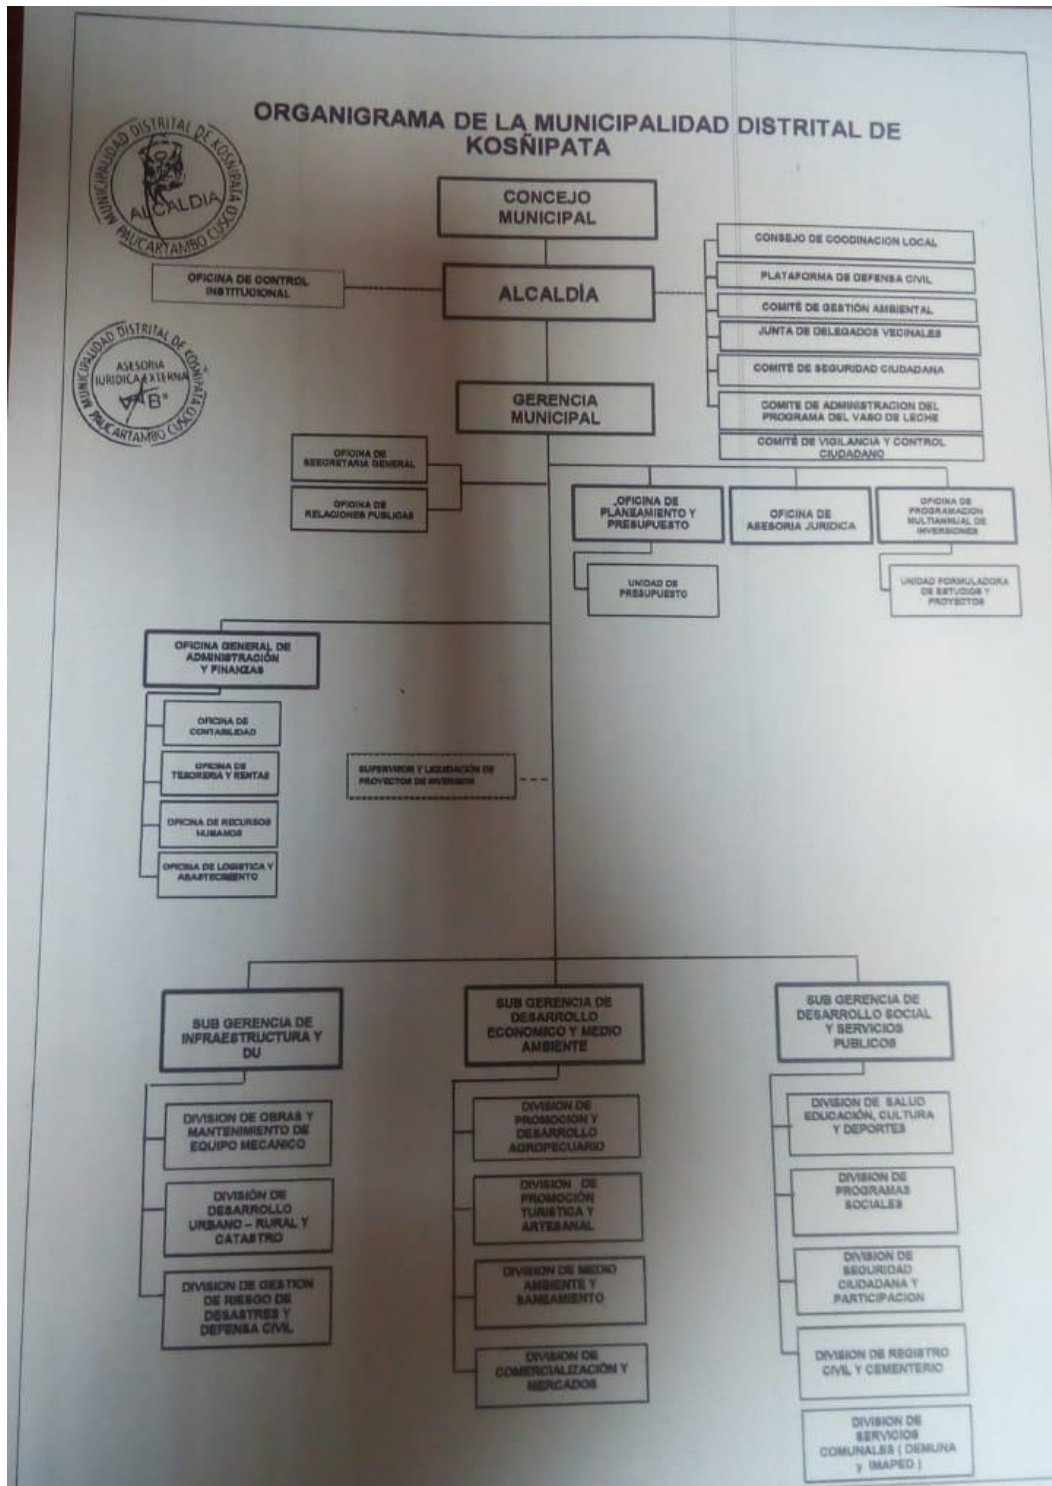 ORGANIGRAMA DE LA MUNICIPALIDAD DISTRITAL DE
KOSÑIPATA
MUNICIPALIDAD DISTRITAL DE KOSÑIPATA
ALCALDIA
PAUCARTAMBO CUSCO
CONCEJO
MUNICIPAL
OFICINA DE CONTROL
INSTITUCIONAL
ALCALDÍA
CONSEJO DE COODINACION LOCAL
PLATAFORMA DE DEFENSA CIVIL
COMITÉ DE GESTIÓN AMBIENTAL
JUNTA DE DELEGADOS VECINALES
COMITÉ DE SEGURIDAD CIUDADANA
COMITE DE ADMINISTRACION DEL
PROGRAMA DEL VASO DE LECHE
COMITÉ DE VIGILANCIA Y CONTROL
CIUDADANO
MUNICIPALIDAD DISTRITAL DE KOSÑIPATA
ASESORIA
JURIDICA EXTERNA
VºBº
PAUCARTAMBO CUSCO
GERENCIA
MUNICIPAL
OFICINA DE
SEGCRETARIA GENERAL
OFICINA DE
RELACIONES PUBLICAS
OFICINA DE
PLANEAMIENTO Y
PRESUPUESTO
OFICINA DE
ASESORIA JURIDICA
OFICINA DE
PROGRAMACION
MULTIANNUAL DE
INVERSIONES
UNIDAD DE
PRESUPUESTO
UNIDAD FORMULADORA
DE ESTUDIOS Y
PROYECTOS
OFICINA GENERAL DE
ADMINISTRACIÓN
Y FINANZAS
OFICINA DE
CONTABILIDAD
OFICINA DE
TESORERIA Y RENTAS
OFICINA DE RECURSOS
HUMANOS
OFICINA DE LOGISTICA Y
ABASTECIMIENTO
SUPERVISION Y LIQUIDACIÓN DE
PROYECTOS DE INVERSION
SUB GERENCIA DE
INFRAESTRUCTURA Y
DU
DIVISION DE OBRAS Y
MANTENIMIENTO DE
EQUIPO MECANICO
DIVISIÓN DE
DESARROLLO
URBANO – RURAL Y
CATASTRO
DIVISION DE GESTION
DE RIESGO DE
DESASTRES Y
DEFENSA CIVIL
SUB GERENCIA DE
DESARROLLO
ECONOMICO Y MEDIO
AMBIENTE
DIVISION DE
PROMOCION Y
DESARROLLO
AGROPECUARIO
DIVISION DE
PROMOCIÓN
TURISTICA Y
ARTESANAL
DIVISION DE MEDIO
AMBIENTE Y
SANEAMIENTO
DIVISION DE
COMERCIALIZACIÓN Y
MERCADOS
SUB GERENCIA DE
DESARROLLO SOCIAL
Y SERVICIOS
PUBLICOS
DIVISION DE SALUD
EDUCACIÓN, CULTURA
Y DEPORTES
DIVISION DE
PROGRAMAS
SOCIALES
DIVISION DE
SEGURIDAD
CIUDADANA Y
PARTICIPACION
DIVISION DE REGISTRO
CIVIL Y CEMENTERIO
DIVISION DE
SERVICIOS
COMUNALES ( DEMUNA
y IMAPED )